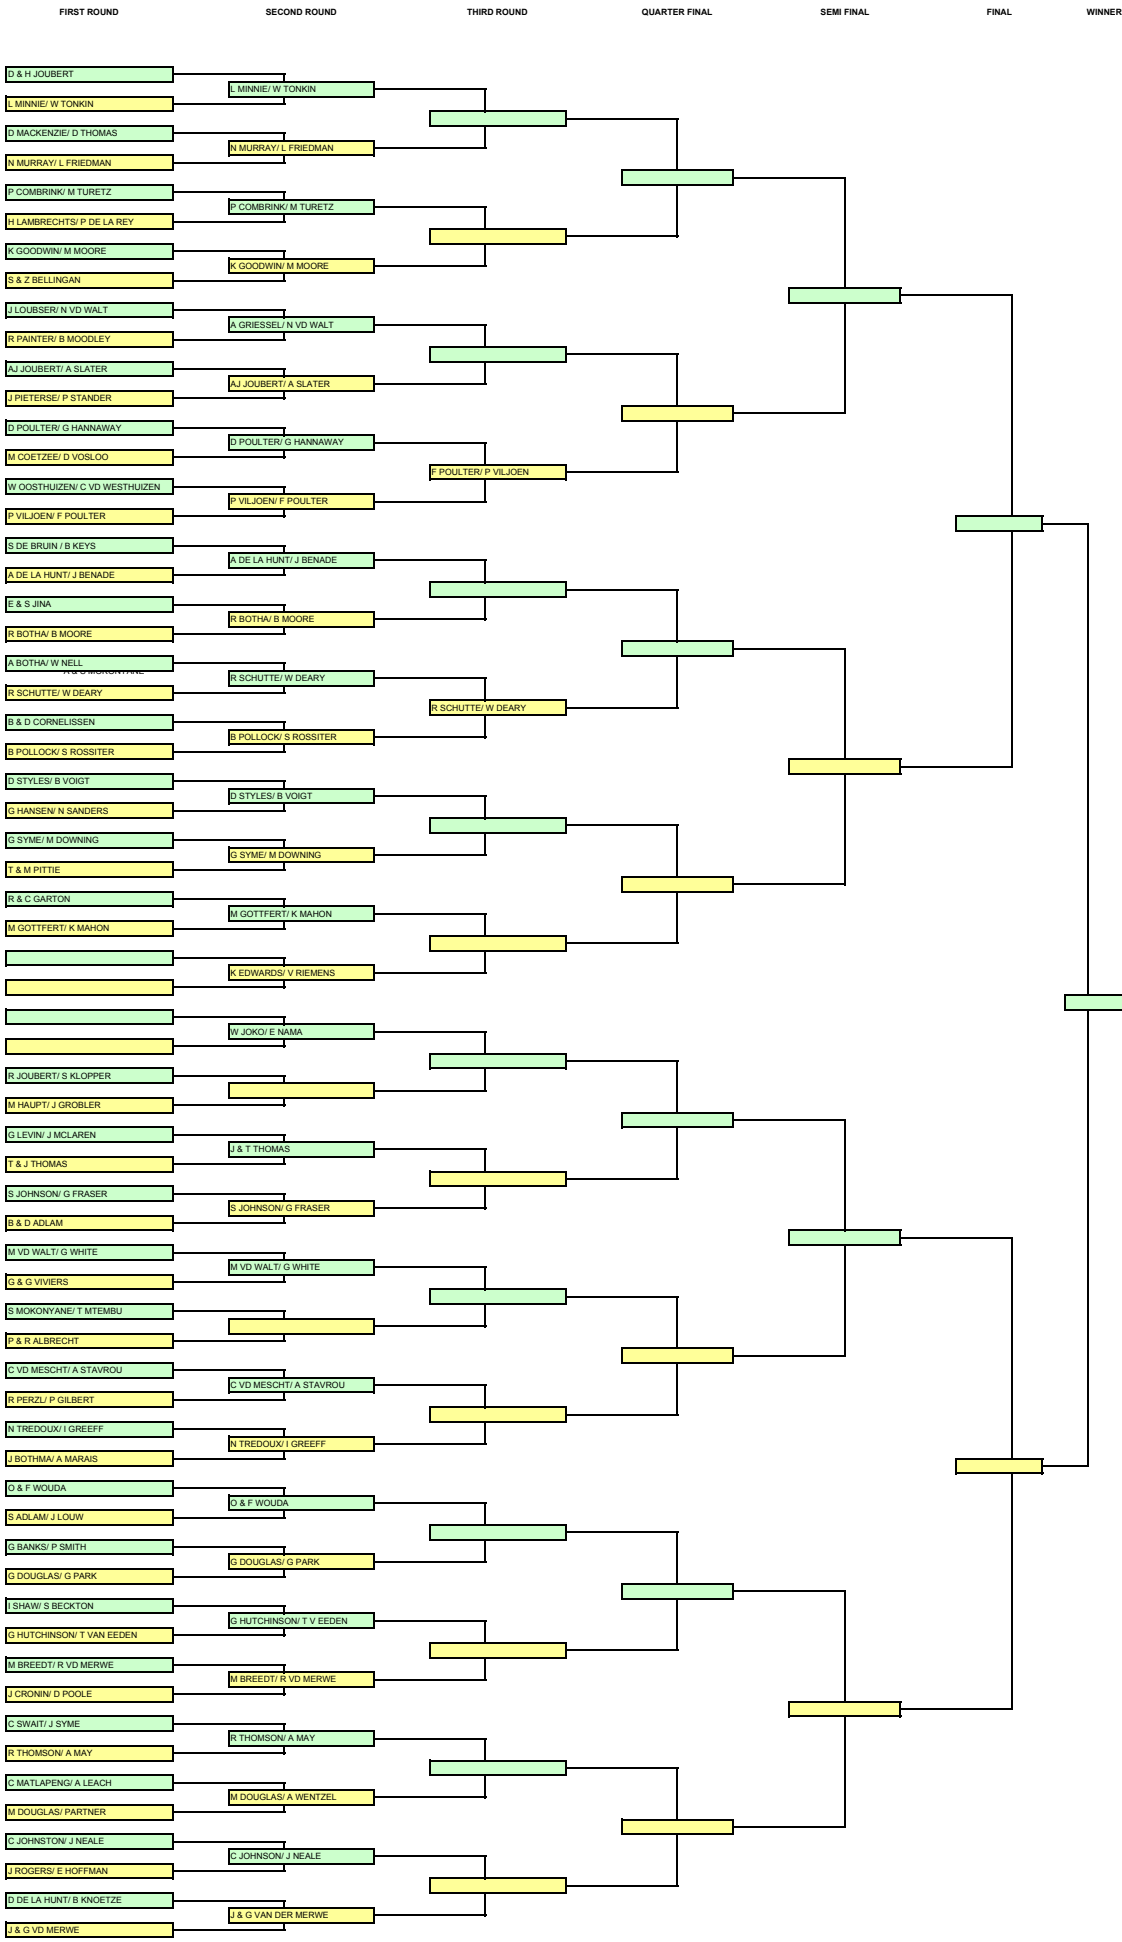 FIRST ROUND
SECOND ROUND
THIRD ROUND
QUARTER FINAL
SEMI FINAL
FINAL
WINNER
D & H JOUBERT
L MINNIE/ W TONKIN
L MINNIE/ W TONKIN
D MACKENZIE/ D THOMAS
N MURRAY/ L FRIEDMAN
N MURRAY/ L FRIEDMAN
P COMBRINK/ M TURETZ
P COMBRINK/ M TURETZ
H LAMBRECHTS/ P DE LA REY
K GOODWIN/ M MOORE
K GOODWIN/ M MOORE
S & Z BELLINGAN
J LOUBSER/ N VD WALT
A GRIESSEL/ N VD WALT
R PAINTER/ B MOODLEY
AJ JOUBERT/ A SLATER
AJ JOUBERT/ A SLATER
J PIETERSE/ P STANDER
D POULTER/ G HANNAWAY
D POULTER/ G HANNAWAY
M COETZEE/ D VOSLOO
F POULTER/ P VILJOEN
W OOSTHUIZEN/ C VD WESTHUIZEN
P VILJOEN/ F POULTER
P VILJOEN/ F POULTER
S DE BRUIN / B KEYS
A DE LA HUNT/ J BENADE
A DE LA HUNT/ J BENADE
E & S JINA
R BOTHA/ B MOORE
R BOTHA/ B MOORE
A BOTHA/ W NELL
R SCHUTTE/ W DEARY
R SCHUTTE/ W DEARY
R SCHUTTE/ W DEARY
B & D CORNELISSEN
B POLLOCK/ S ROSSITER
B POLLOCK/ S ROSSITER
D STYLES/ B VOIGT
D STYLES/ B VOIGT
G HANSEN/ N SANDERS
G SYME/ M DOWNING
G SYME/ M DOWNING
T & M PITTIE
R & C GARTON
M GOTTFERT/ K MAHON
M GOTTFERT/ K MAHON
K EDWARDS/ V RIEMENS
W JOKO/ E NAMA
R JOUBERT/ S KLOPPER
M HAUPT/ J GROBLER
G LEVIN/ J MCLAREN
J & T THOMAS
T & J THOMAS
S JOHNSON/ G FRASER
S JOHNSON/ G FRASER
B & D ADLAM
M VD WALT/ G WHITE
M VD WALT/ G WHITE
G & G VIVIERS
S MOKONYANE/ T MTEMBU
P & R ALBRECHT
C VD MESCHT/ A STAVROU
C VD MESCHT/ A STAVROU
R PERZL/ P GILBERT
N TREDOUX/ I GREEFF
N TREDOUX/ I GREEFF
J BOTHMA/ A MARAIS
O & F WOUDA
O & F WOUDA
S ADLAM/ J LOUW
G BANKS/ P SMITH
G DOUGLAS/ G PARK
G DOUGLAS/ G PARK
I SHAW/ S BECKTON
G HUTCHINSON/ T V EEDEN
G HUTCHINSON/ T VAN EEDEN
M BREEDT/ R VD MERWE
M BREEDT/ R VD MERWE
J CRONIN/ D POOLE
C SWAIT/ J SYME
R THOMSON/ A MAY
R THOMSON/ A MAY
C MATLAPENG/ A LEACH
M DOUGLAS/ A WENTZEL
M DOUGLAS/ PARTNER
C JOHNSTON/ J NEALE
C JOHNSON/ J NEALE
J ROGERS/ E HOFFMAN
D DE LA HUNT/ B KNOETZE
J & G VAN DER MERWE
J & G VD MERWE